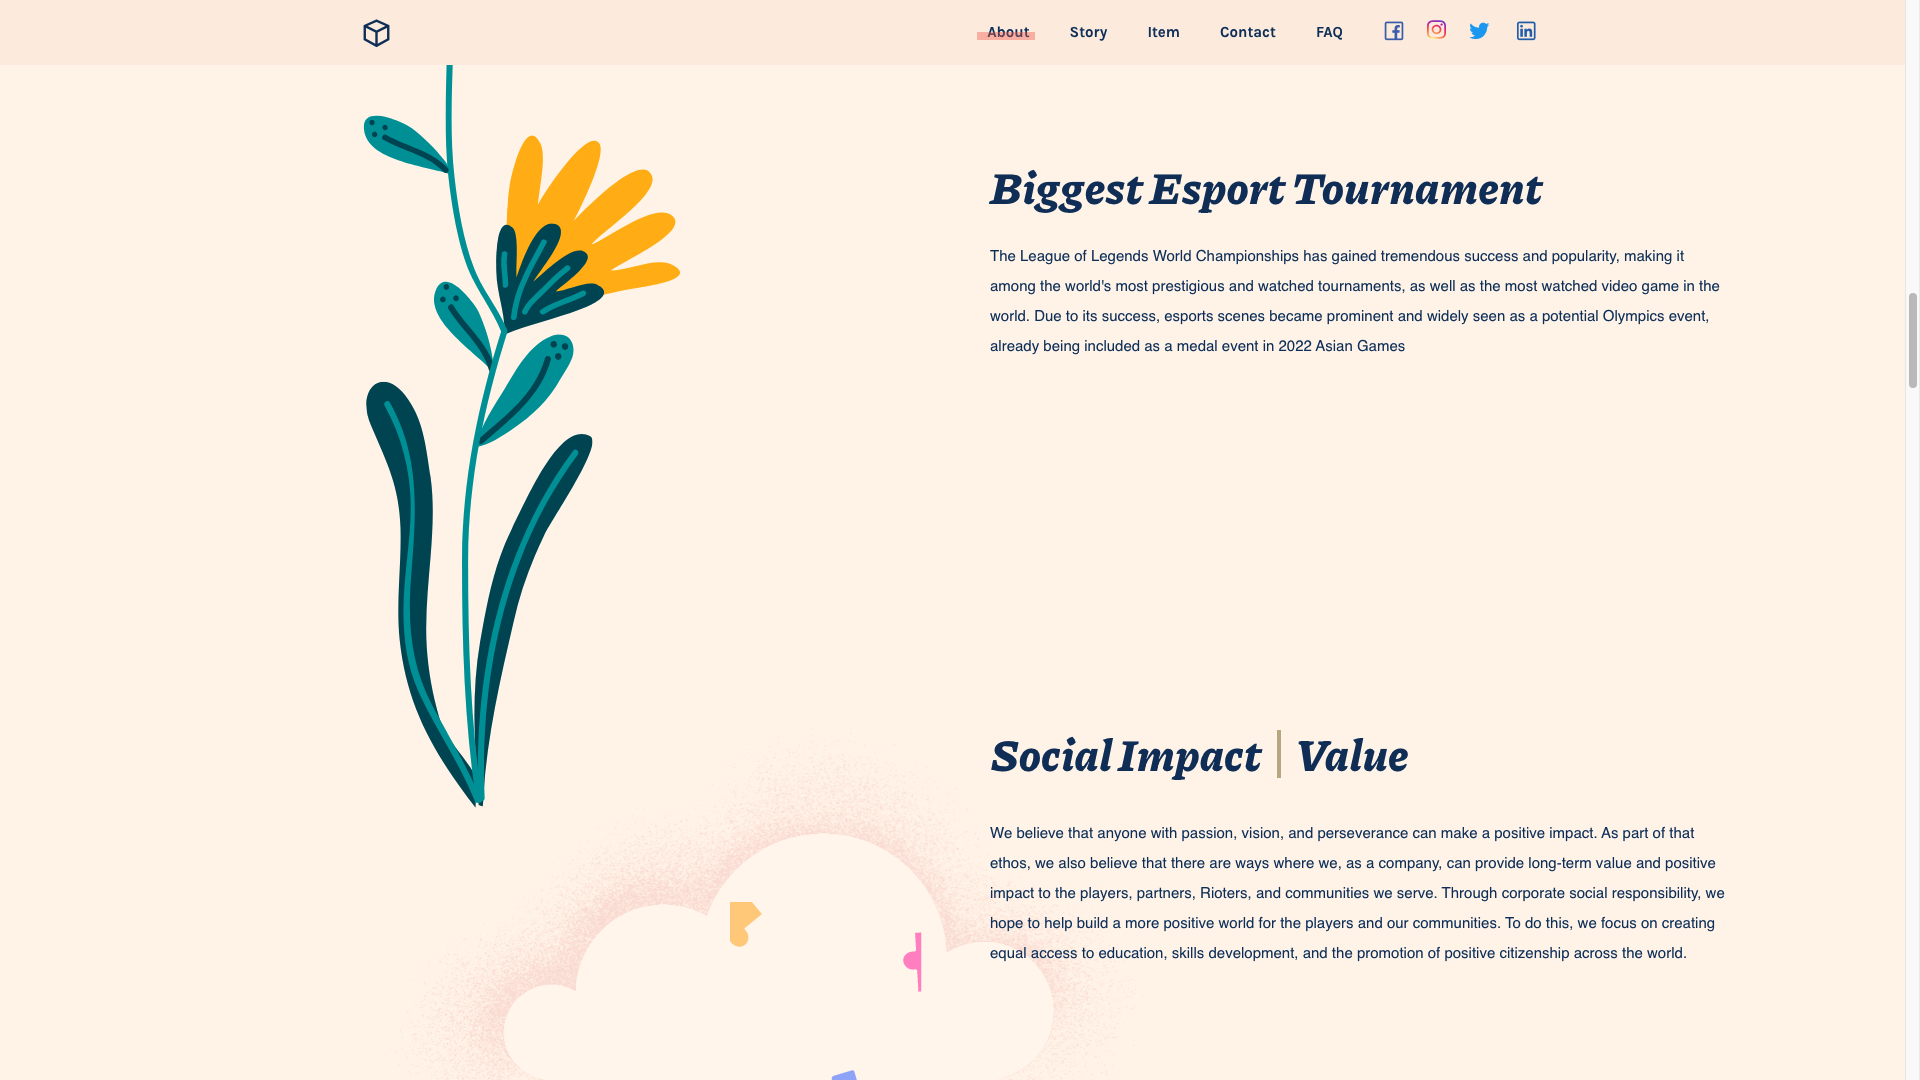 About Story Item Contact FAQ
Biggest Esport Tournament
The League of Legends World Championships has gained tremendous success and popularity, making it
among the world's most prestigious and watched tournaments, as well as the most watched video game in the
world. Due to its success, esports scenes became prominent and widely seen as a potential Olympics event,
already being included as a medal event in 2022 Asian Games
Social Impact | Value
We believe that anyone with passion, vision, and perseverance can make a positive impact. As part of that
ethos, we also believe that there are ways where we, as a company, can provide long-term value and positive
impact to the players, partners, Rioters, and communities we serve. Through corporate social responsibility, we
hope to help build a more positive world for the players and our communities. To do this, we focus on creating
equal access to education, skills development, and the promotion of positive citizenship across the world.